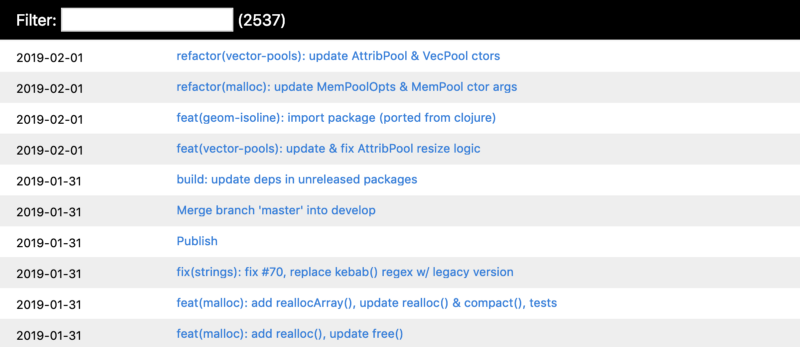 Filter: (2537)
2019-02-01 refactor(vector-pools): update AttribPool & VecPool ctors
2019-02-01 refactor(malloc): update MemPoolOpts & MemPool ctor args
2019-02-01 feat(geom-isoline): import package (ported from clojure)
2019-02-01 feat(vector-pools): update & fix AttribPool resize logic
2019-01-31 build: update deps in unreleased packages
2019-01-31 Merge branch 'master' into develop
2019-01-31 Publish
2019-01-31 fix(strings): fix #70, replace kebab() regex w/ legacy version
2019-01-31 feat(malloc): add reallocArray(), update realloc() & compact(), tests
2019-01-31 feat(malloc): add realloc(), update free()